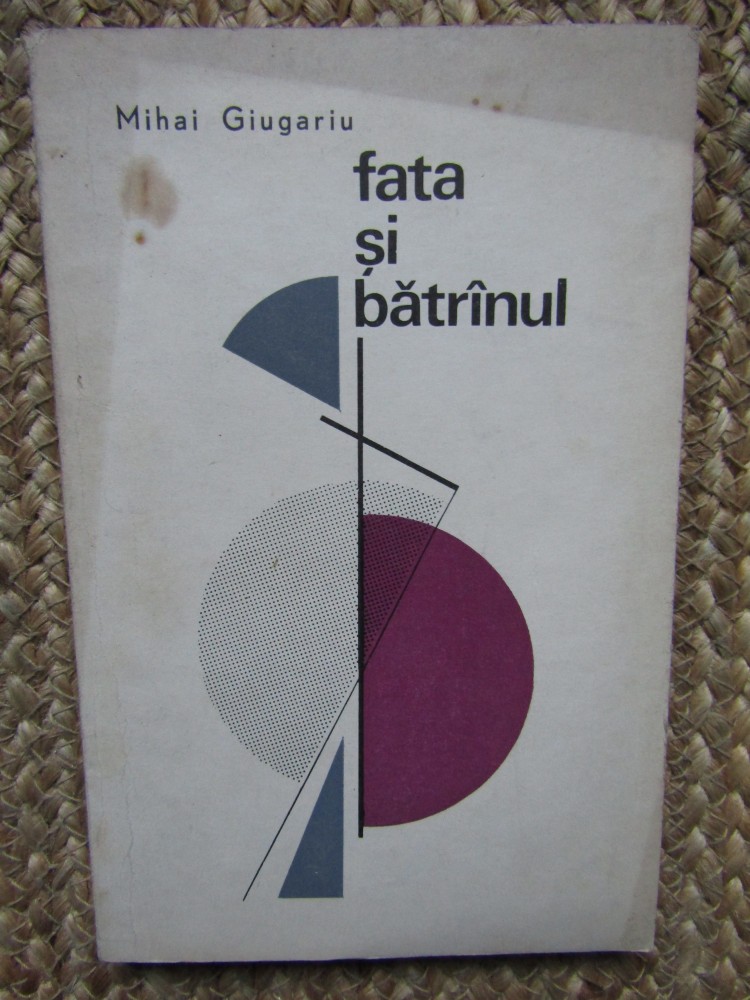 Mihai Giugariu
fata
și
bătrînul